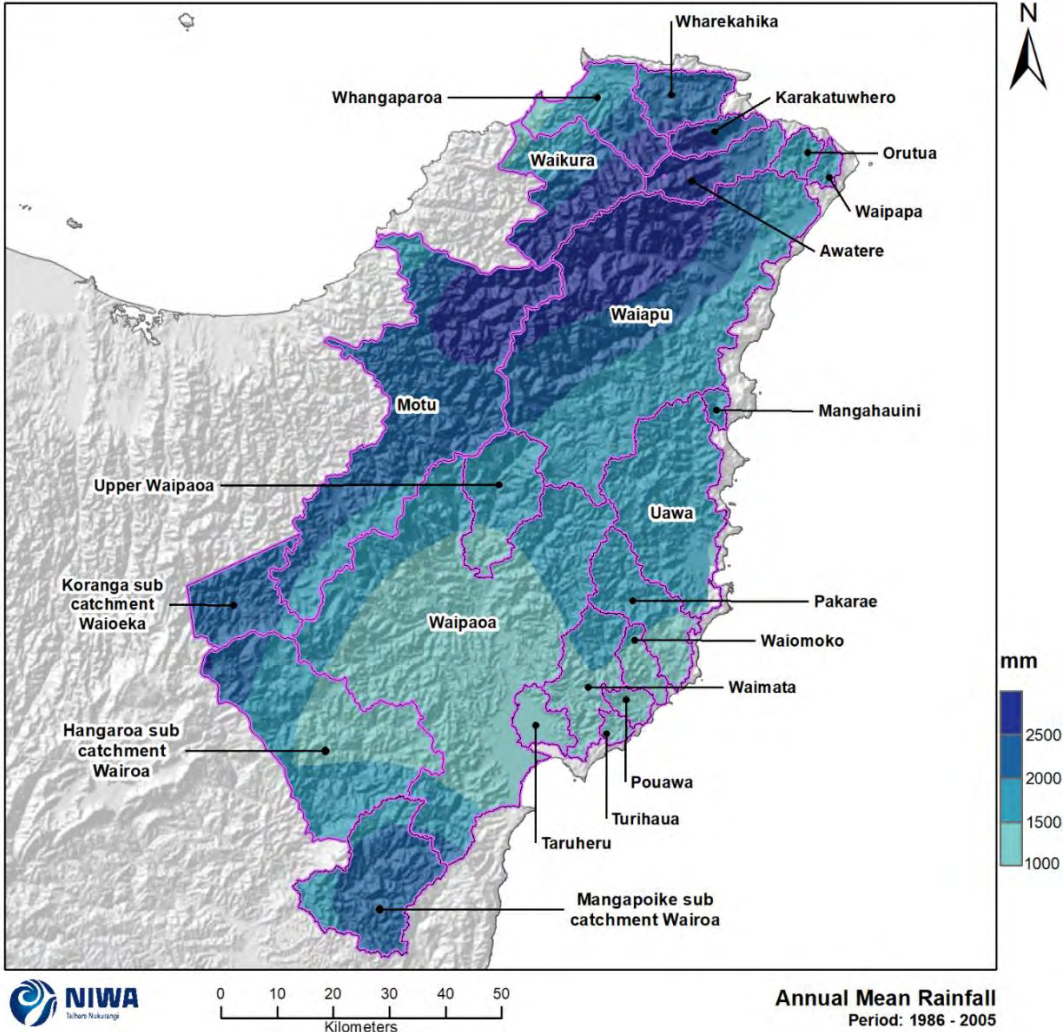 N
Wharekahika
Whangaparoa
Karakatuwhero
Waikura
Orutua
Waipapa
Awatere
Waiapu
Motu
Mangahauini
Upper Waipaoa
Uawa
Koranga sub
catchment
Waioeka
Waipaoa
Pakarae
Waiomoko
mm
Waimata
2500
Hangaroa sub
catchment
Wairoa
2000
Pouawa
1500
Turihaua
Taruheru
1000
Mangapoike sub
catchment Wairoa
NIWA
Taihoro Nukurangi
0 10 20 30 40 50
Kilometers
Annual Mean Rainfall
Period: 1986 - 2005